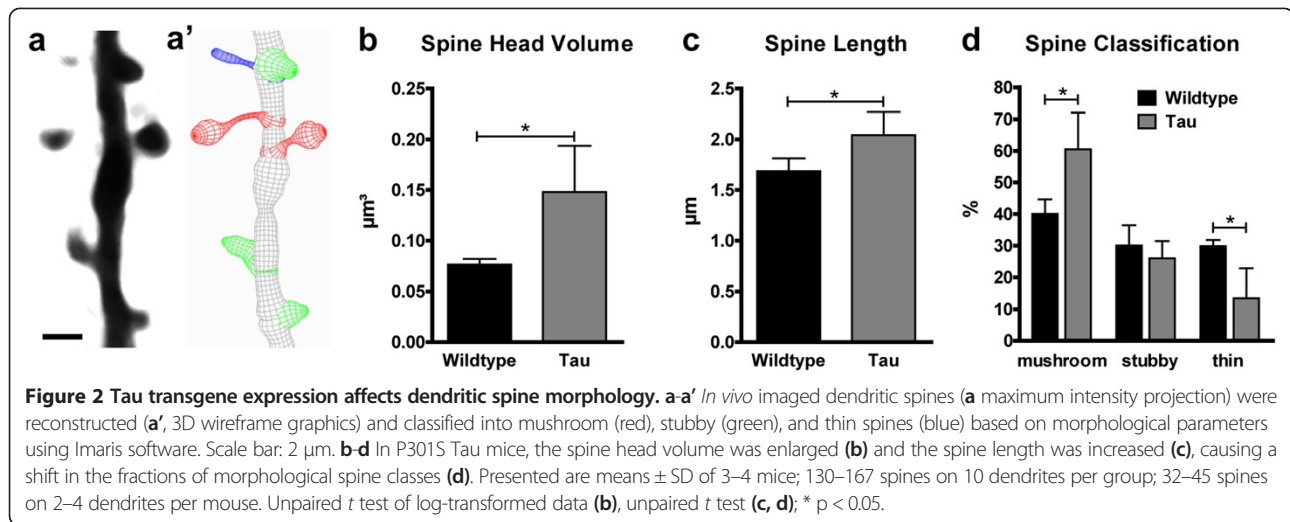 a a' b Spine Head Volume c Spine Length d Spine Classification
0.25
0.20
0.15
0.10
0.05
0.00
µm³
*
Wildtype Tau
2.5
2.0
1.5
1.0
0.5
0.0
µm
*
Wildtype Tau
80
70
60
50
40
30
20
10
0
%
* *
Wildtype
Tau
mushroom stubby thin
Figure 2 Tau transgene expression affects dendritic spine morphology. a-a' In vivo imaged dendritic spines (a maximum intensity projection) were
reconstructed (a', 3D wireframe graphics) and classified into mushroom (red), stubby (green), and thin spines (blue) based on morphological parameters
using Imaris software. Scale bar: 2 μm. b-d In P301S Tau mice, the spine head volume was enlarged (b) and the spine length was increased (c), causing a
shift in the fractions of morphological spine classes (d). Presented are means ± SD of 3–4 mice; 130–167 spines on 10 dendrites per group; 32–45 spines
on 2–4 dendrites per mouse. Unpaired t test of log-transformed data (b), unpaired t test (c, d); * p < 0.05.